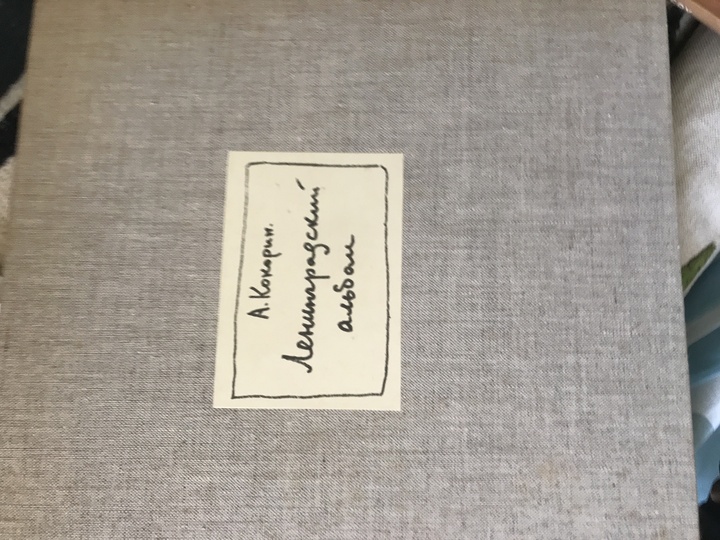 А. Кокорин.
Ленинградский
альбом